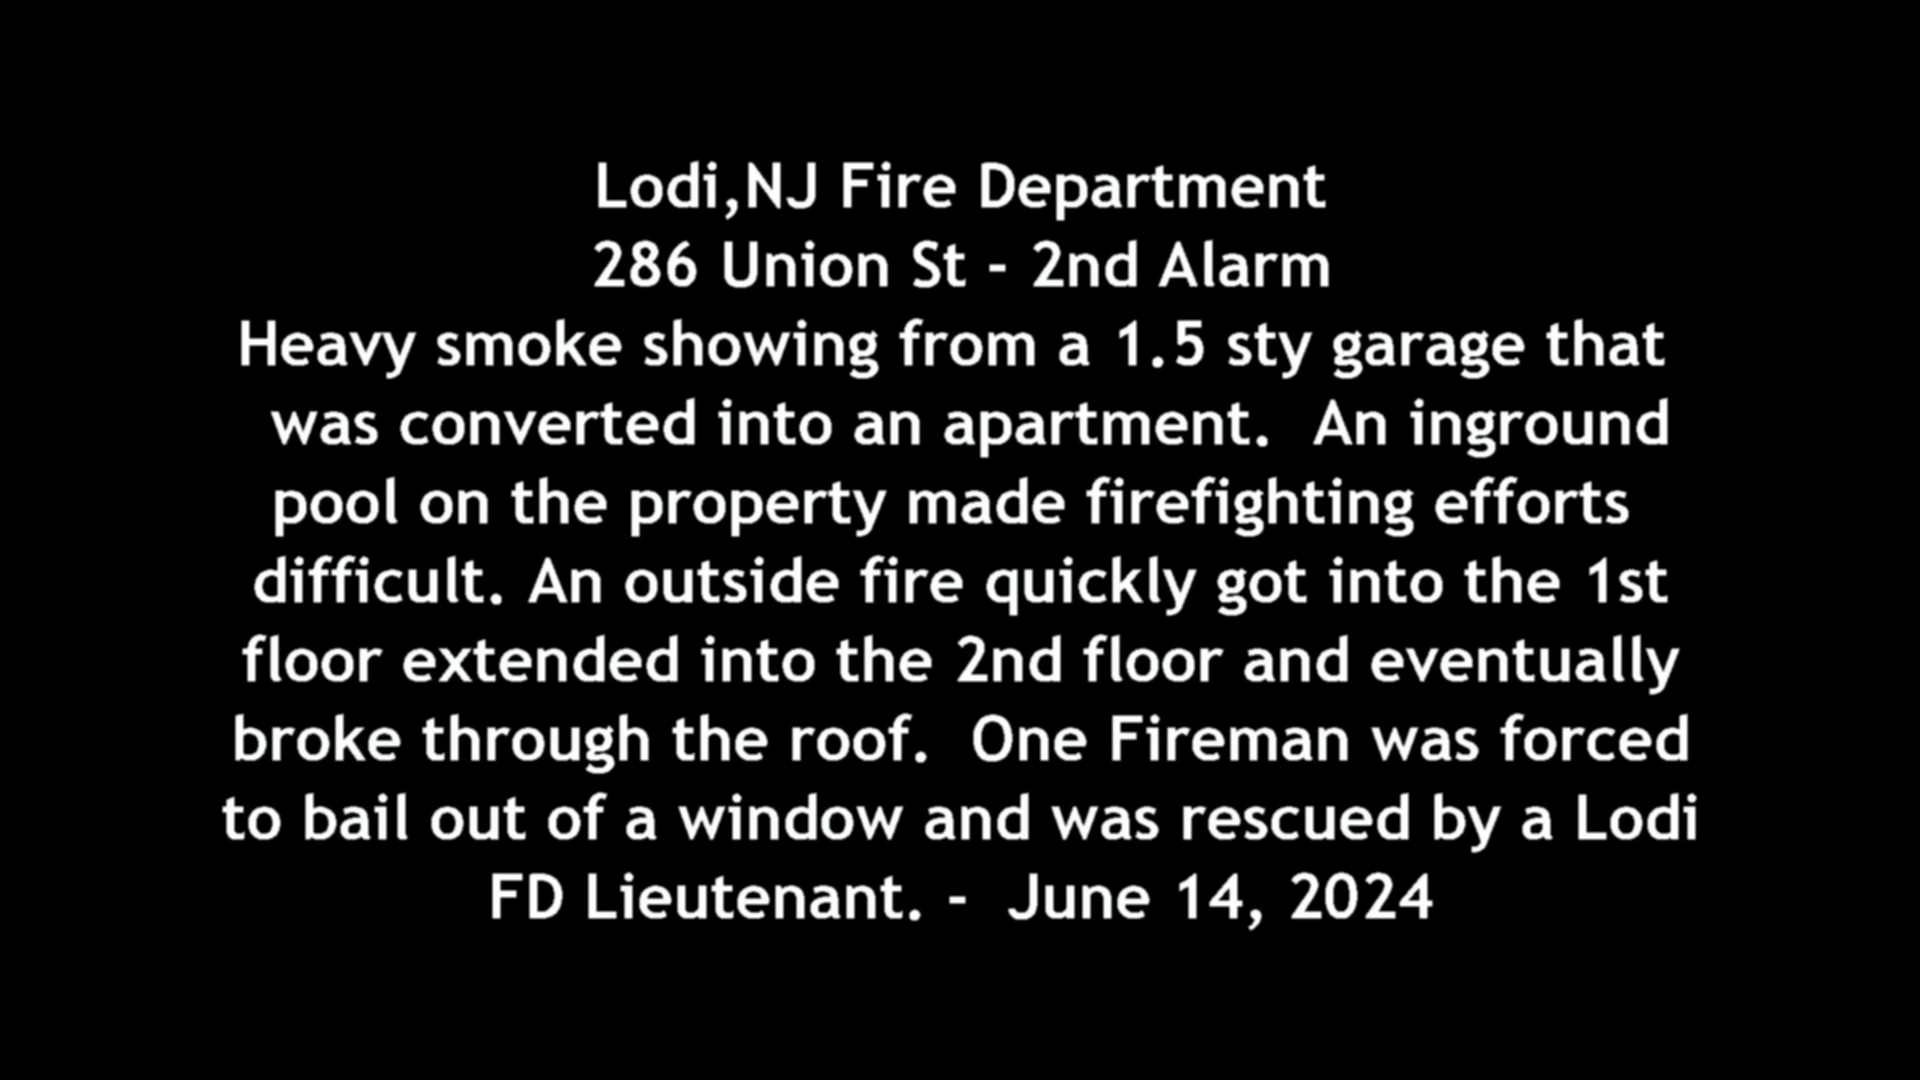 Lodi,NJ Fire Department
286 Union St - 2nd Alarm
Heavy smoke showing from a 1.5 sty garage that
was converted into an apartment.  An inground
pool on the property made firefighting efforts
difficult. An outside fire quickly got into the 1st
floor extended into the 2nd floor and eventually
broke through the roof.  One Fireman was forced
to bail out of a window and was rescued by a Lodi
FD Lieutenant. -  June 14, 2024